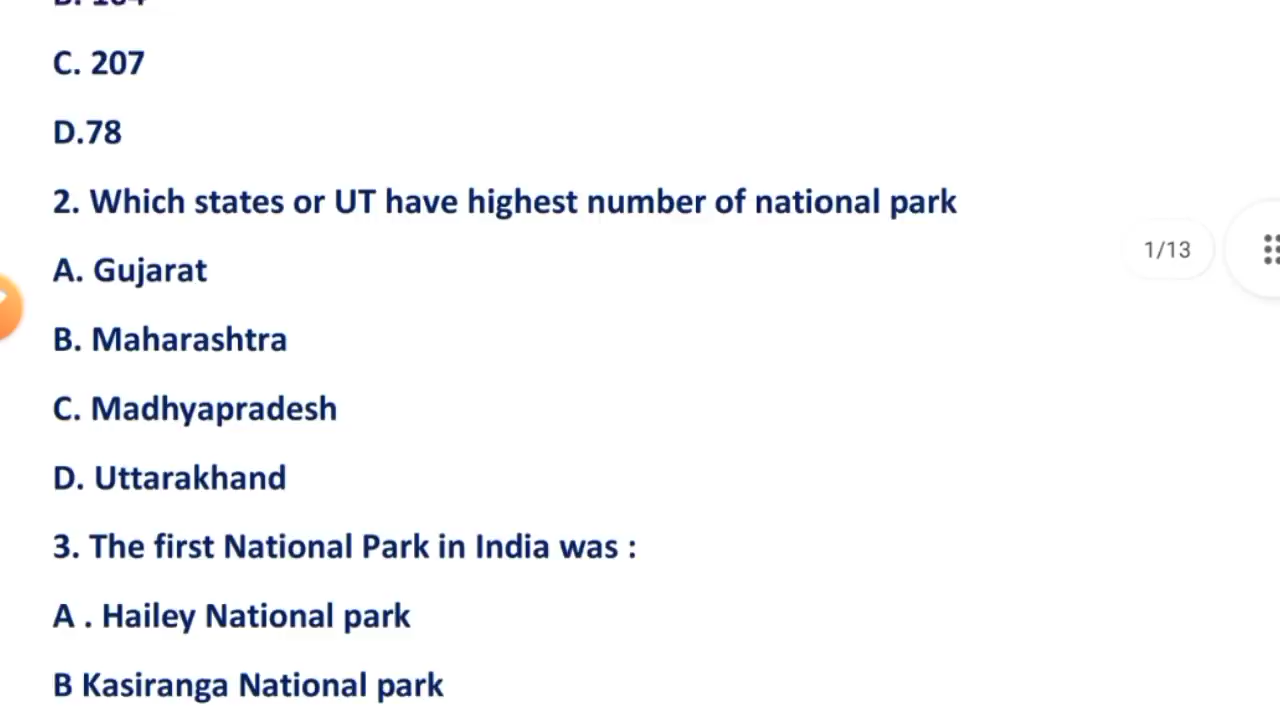 C. 207
D.78
2. Which states or UT have highest number of national park
1/13
A. Gujarat
B. Maharashtra
C. Madhyapradesh
D. Uttarakhand
3. The first National Park in India was :
A . Hailey National park
B Kasiranga National park